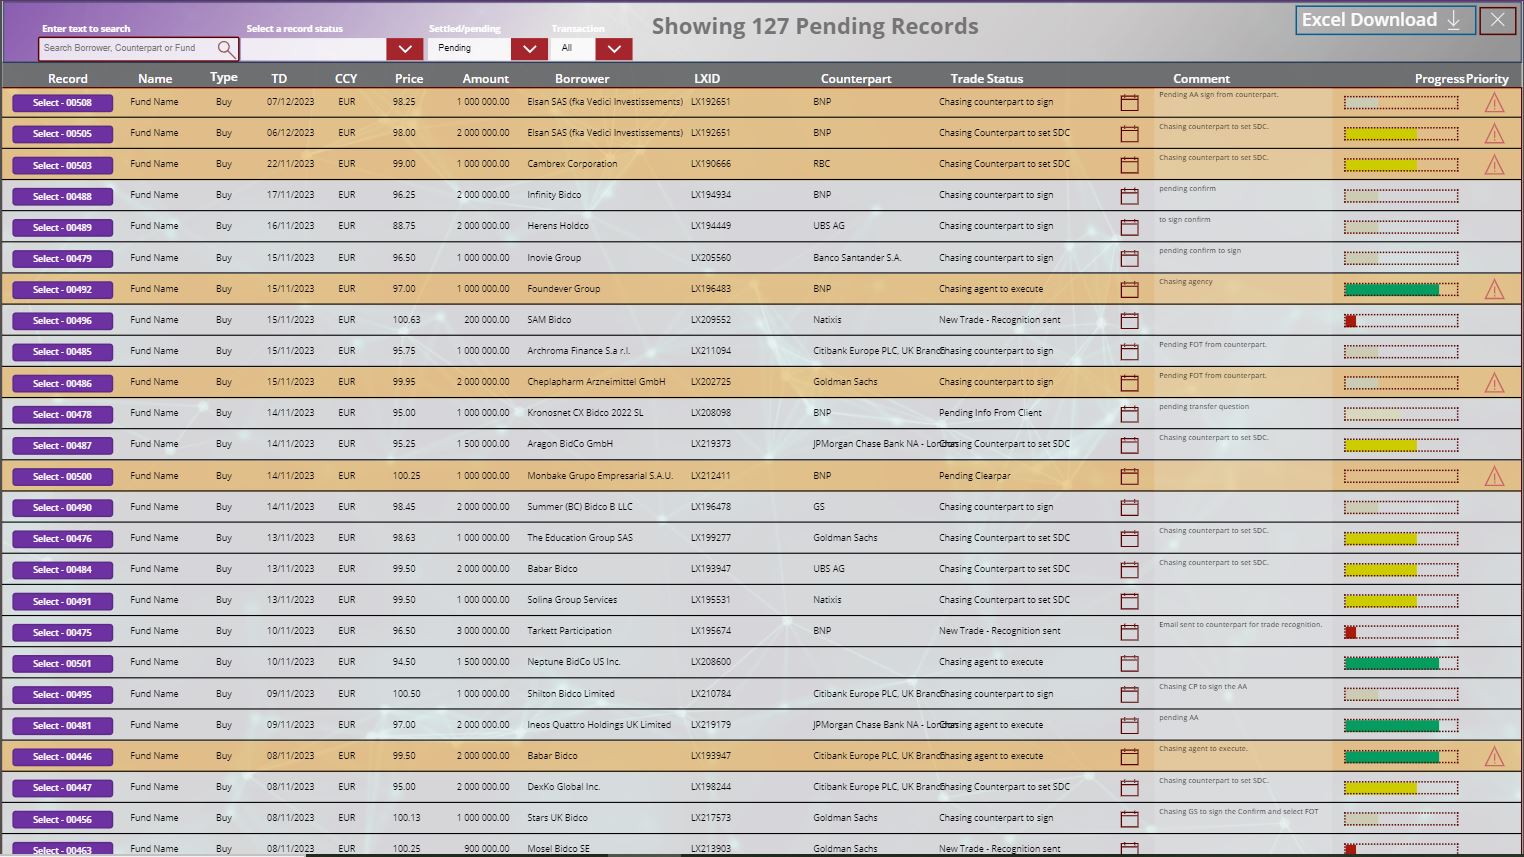 Enter text to search
Select a record status
Settled/pending
Transaction
Showing 127 Pending Records
Excel Download
Search Borrower, Counterpart or Fund
Pending
All
Record Name Type TD CCY Price Amount Borrower LXID Counterpart Trade Status Comment Progress Priority
Select - 00508 Fund Name Buy 07/12/2023 EUR 98.25 1 000 000.00 Elsan SAS (fka Vedici Investissements) LX192651 BNP Chasing counterpart to sign Pending AA sign from counterpart.
Select - 00505 Fund Name Buy 06/12/2023 EUR 98.00 2 000 000.00 Elsan SAS (fka Vedici Investissements) LX192651 BNP Chasing Counterpart to set SDC Chasing counterpart to set SDC.
Select - 00503 Fund Name Buy 22/11/2023 EUR 99.00 1 000 000.00 Cambrex Corporation LX190666 RBC Chasing Counterpart to set SDC Chasing counterpart to set SDC.
Select - 00488 Fund Name Buy 17/11/2023 EUR 96.25 2 000 000.00 Infinity Bidco LX194934 BNP Chasing counterpart to sign pending confirm
Select - 00489 Fund Name Buy 16/11/2023 EUR 88.75 2 000 000.00 Herens Holdco LX194449 UBS AG Chasing counterpart to sign to sign confirm
Select - 00479 Fund Name Buy 15/11/2023 EUR 96.50 1 000 000.00 Inovie Group LX205560 Banco Santander S.A. Chasing counterpart to sign pending confirm to sign
Select - 00492 Fund Name Buy 15/11/2023 EUR 97.00 1 000 000.00 Foundever Group LX196483 BNP Chasing agent to execute Chasing agency
Select - 00496 Fund Name Buy 15/11/2023 EUR 100.63 200 000.00 SAM Bidco LX209552 Natixis New Trade - Recognition sent
Select - 00485 Fund Name Buy 15/11/2023 EUR 95.75 1 000 000.00 Archroma Finance S.a r.l. LX211094 Citibank Europe PLC, UK Branch Chasing counterpart to sign Pending FOT from counterpart.
Select - 00486 Fund Name Buy 15/11/2023 EUR 99.95 2 000 000.00 Cheplapharm Arzneimittel GmbH LX202725 Goldman Sachs Chasing counterpart to sign Pending FOT from counterpart.
Select - 00478 Fund Name Buy 14/11/2023 EUR 95.00 1 000 000.00 Kronosnet CX Bidco 2022 SL LX208098 BNP Pending Info From Client pending transfer question
Select - 00487 Fund Name Buy 14/11/2023 EUR 95.25 1 500 000.00 Aragon BidCo GmbH LX219373 JPMorgan Chase Bank NA - London Chasing Counterpart to set SDC Chasing counterpart to set SDC.
Select - 00500 Fund Name Buy 14/11/2023 EUR 100.25 1 000 000.00 Monbake Grupo Empresarial S.A.U. LX212411 BNP Pending Clearpar
Select - 00490 Fund Name Buy 14/11/2023 EUR 98.45 2 000 000.00 Summer (BC) Bidco B LLC LX196478 GS Chasing counterpart to sign
Select - 00476 Fund Name Buy 13/11/2023 EUR 98.63 1 000 000.00 The Education Group SAS LX199277 Goldman Sachs Chasing Counterpart to set SDC Chasing counterpart to set SDC.
Select - 00484 Fund Name Buy 13/11/2023 EUR 99.50 2 000 000.00 Babar Bidco LX193947 UBS AG Chasing Counterpart to set SDC Chasing counterpart to set SDC.
Select - 00491 Fund Name Buy 13/11/2023 EUR 99.50 1 000 000.00 Solina Group Services LX195531 Natixis Chasing Counterpart to set SDC
Select - 00475 Fund Name Buy 10/11/2023 EUR 96.50 3 000 000.00 Tarkett Participation LX195674 BNP New Trade - Recognition sent Email sent to counterpart for trade recognition.
Select - 00501 Fund Name Buy 10/11/2023 EUR 94.50 1 500 000.00 Neptune BidCo US Inc. LX208600 Chasing agent to execute
Select - 00495 Fund Name Buy 09/11/2023 EUR 100.50 1 000 000.00 Shilton Bidco Limited LX210784 Citibank Europe PLC, UK Branch Chasing counterpart to sign Chasing CP to sign the AA
Select - 00481 Fund Name Buy 09/11/2023 EUR 97.00 2 000 000.00 Ineos Quattro Holdings UK Limited LX219179 JPMorgan Chase Bank NA - London Chasing agent to execute pending AA
Select - 00446 Fund Name Buy 08/11/2023 EUR 99.50 2 000 000.00 Babar Bidco LX193947 Citibank Europe PLC, UK Branch Chasing agent to execute Chasing agent to execute.
Select - 00447 Fund Name Buy 08/11/2023 EUR 95.00 2 000 000.00 DexKo Global Inc. LX198244 Citibank Europe PLC, UK Branch Chasing Counterpart to set SDC Chasing counterpart to set SDC.
Select - 00456 Fund Name Buy 08/11/2023 EUR 100.13 1 000 000.00 Stars UK Bidco LX217573 Goldman Sachs Chasing counterpart to sign Chasing GS to sign the Confirm and select FOT
Select - 00463 Fund Name Buy 08/11/2023 EUR 100.25 900 000.00 Mosel Bidco SE LX213903 Goldman Sachs New Trade - Recognition sent